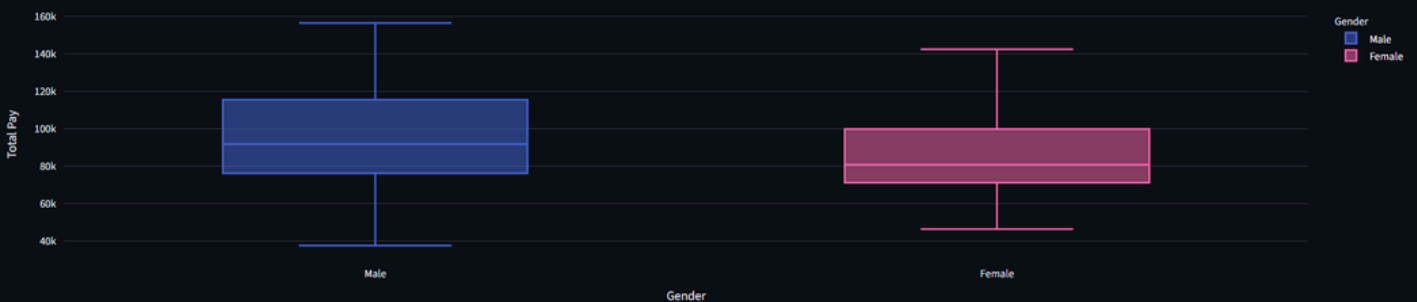 160k
140k
120k
100k
80k
60k
40k
Total Pay
Male
Female
Gender
Gender
Male
Female